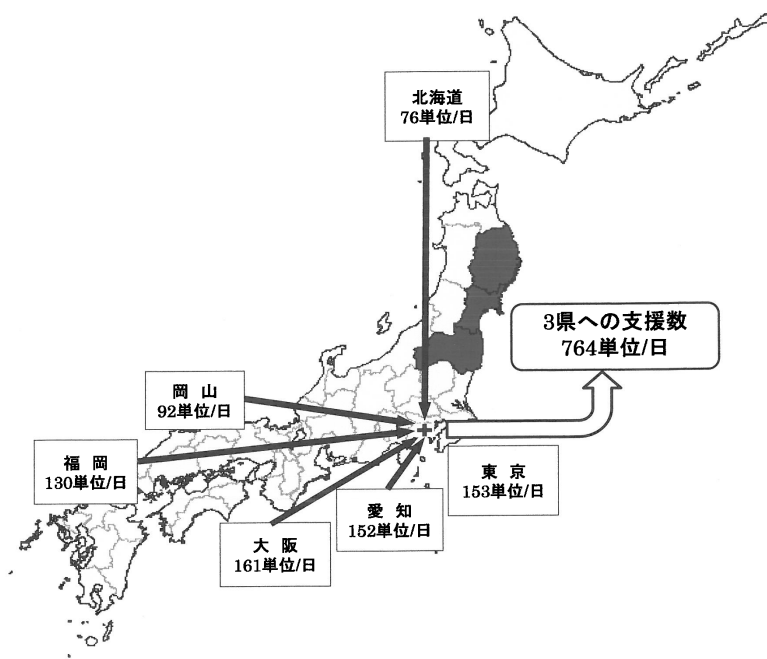 北海道
76単位/日
3県への支援数
764単位/日
岡　山
92単位/日
福　岡
130単位/日
東　京
153単位/日
愛　知
152単位/日
大　阪
161単位/日